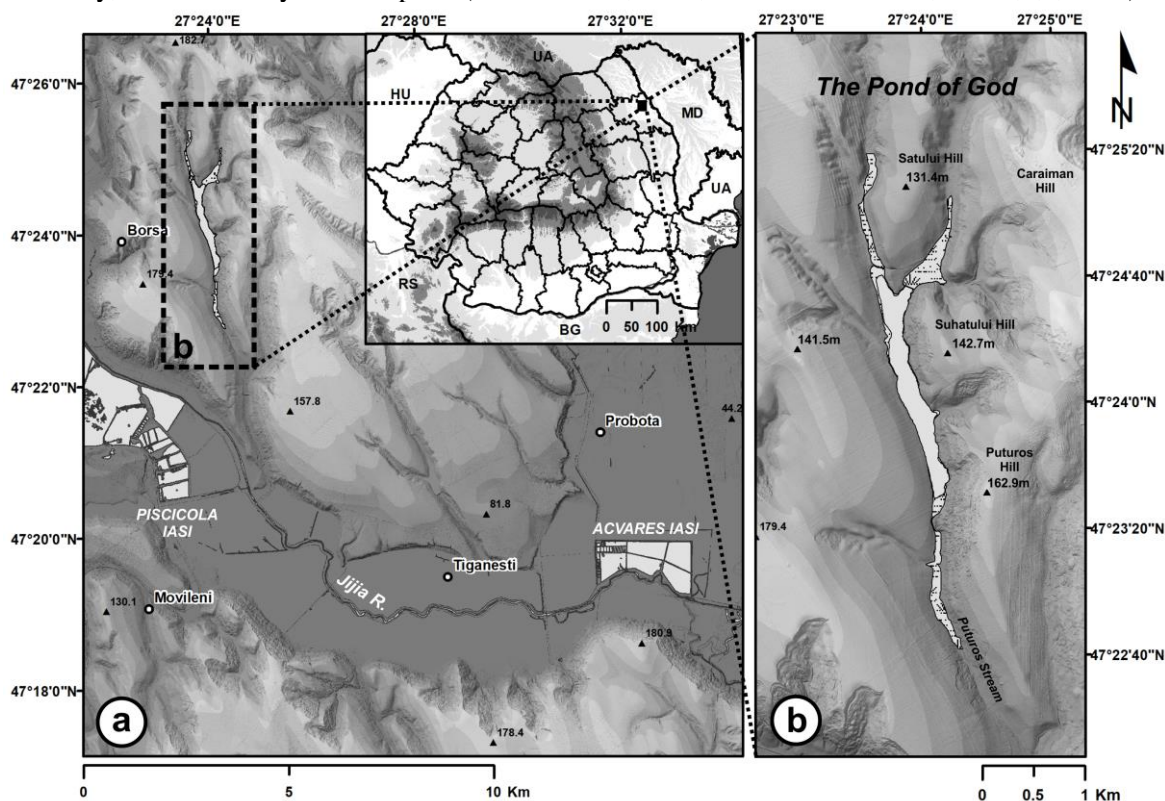 27°24'0"E
27°28'0"E
27°32'0"E
27°23'0"E
27°24'0"E
27°25'0"E
182.7
47°26'0"N
47°24'0"N
47°22'0"N
47°20'0"N
47°18'0"N
Borsa
179.4
b
157.8
PISCICOLA
IASI
Movileni
130.1
Jijia R.
Tiganesti
81.8
Probota
44.2
ACVARES IASI
180.9
178.4
a
0 5 10 Km
UA
HU
MD
UA
RS
BG
0 50 100 Km
The Pond of God
N
Satului Hill
131.4m
Caraiman
Hill
Suhatului Hill
142.7m
141.5m
Puturos
Hill
162.9m
179.4
Puturos Stream
b
47°25'20"N
47°24'40"N
47°24'0"N
47°23'20"N
47°22'40"N
0 1 Km